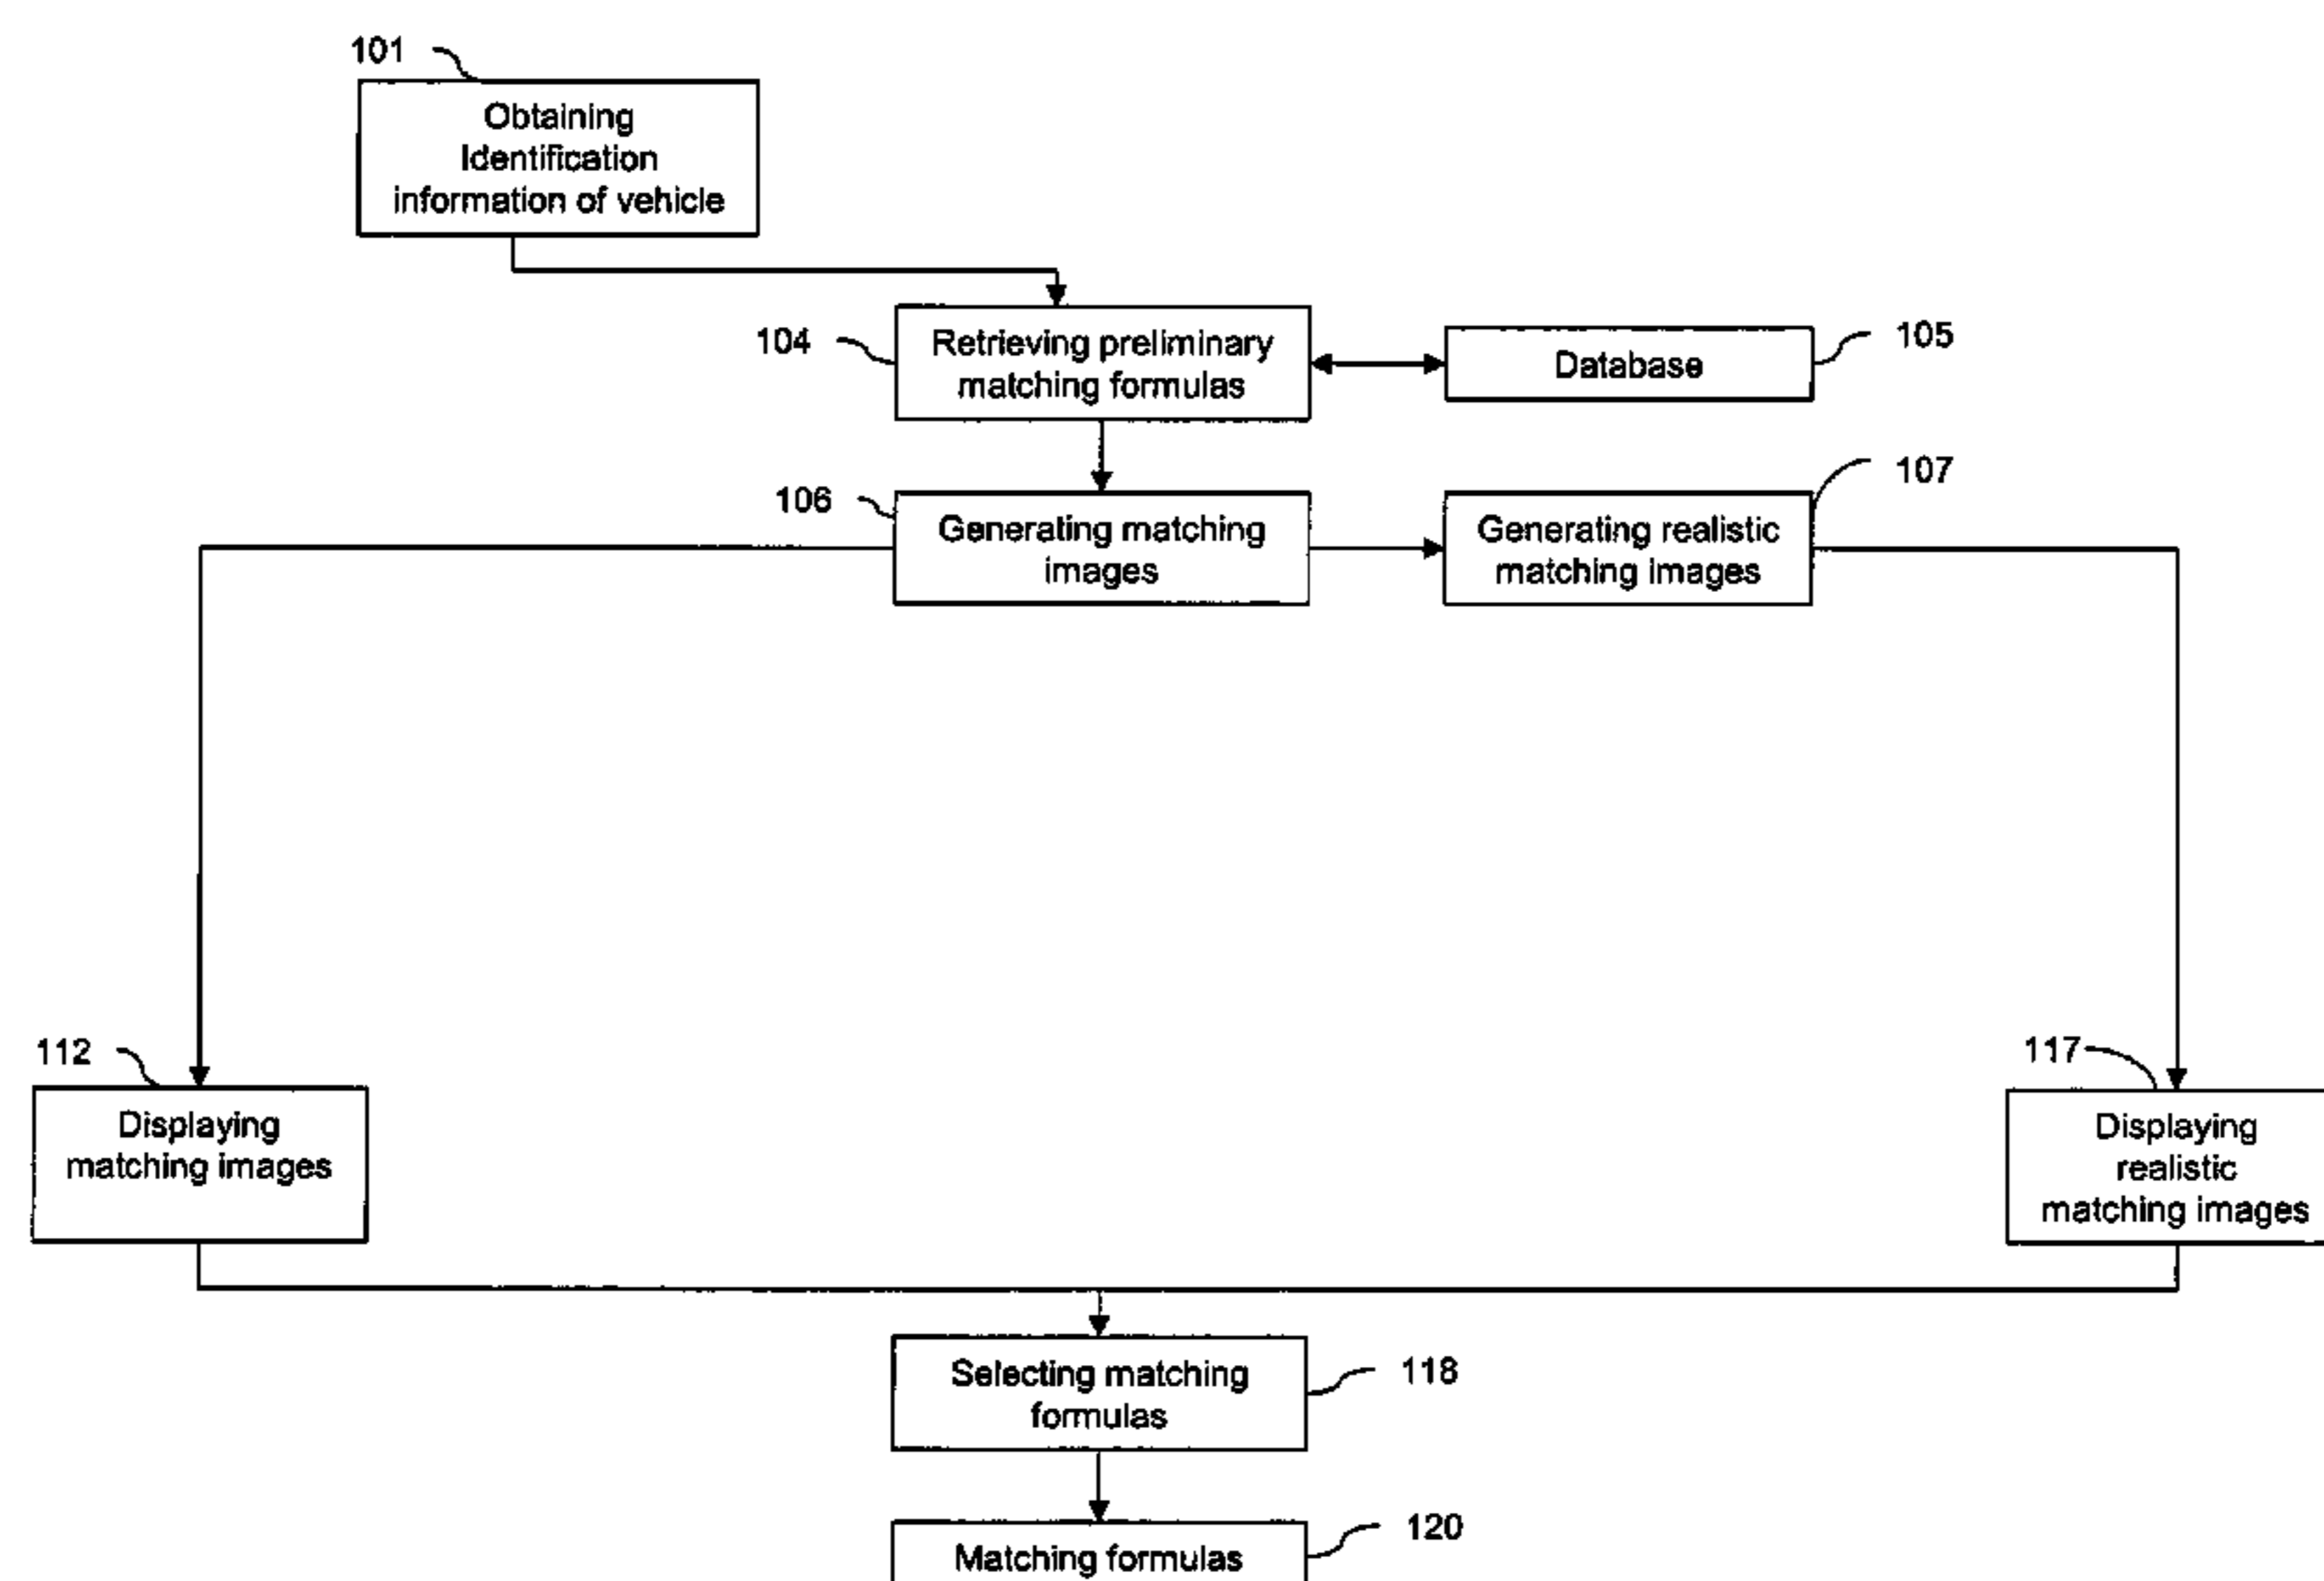 101
Obtaining
Identification
information of vehicle
104
Retrieving preliminary
matching formulas
Database
105
106
Generating matching
images
Generating realistic
matching images
107
112
Displaying
matching images
117
Displaying
realistic
matching images
Selecting matching
formulas
118
Matching formulas
120